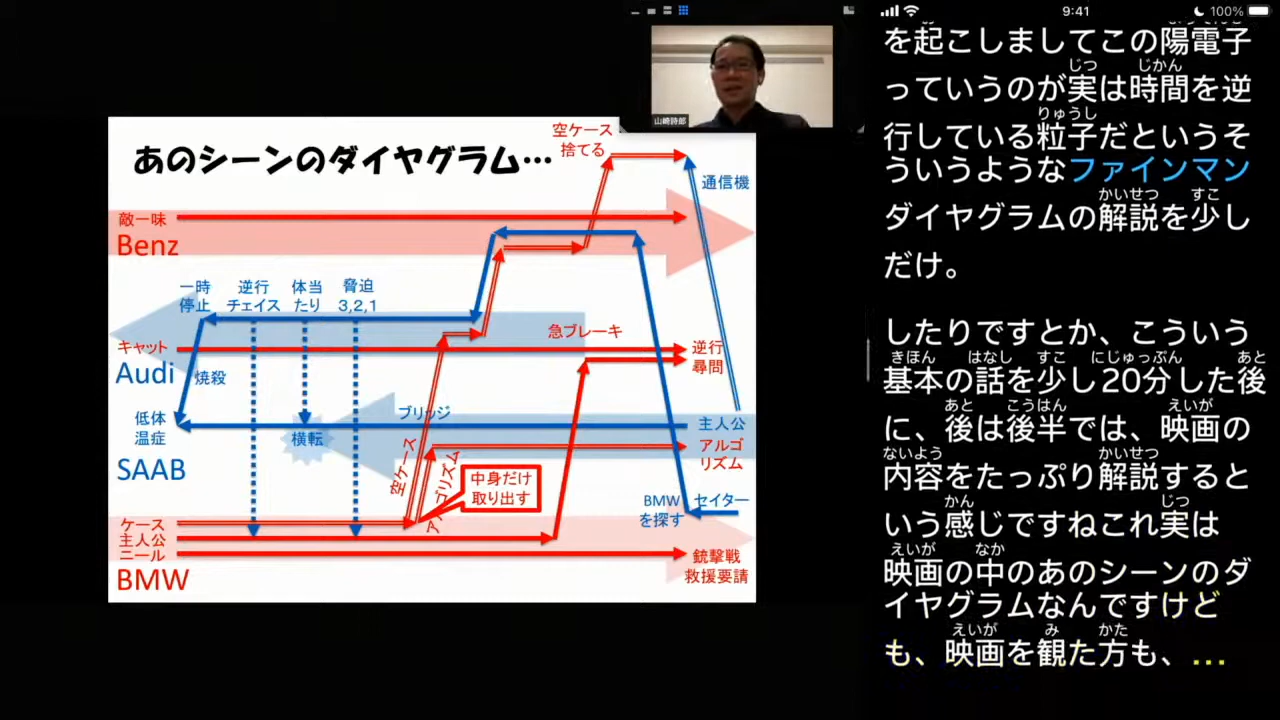 あのシーンのダイヤグラム…
空ケース
捨てる
通信機
敵一味
Benz
一時
停止
逆行
チェイス
体当
たり
脅迫
3,2,1
急ブレーキ
キャット
Audi
焼殺
逆行
尋問
低体
温症
SAAB
横転
ブリッジ
主人公
アルゴ
リズム
空ケース
アルゴリズム
中身だけ
取り出す
BMW
を探す
セイター
ケース
主人公
ニール
BMW
銃撃戦
救援要請
山崎詩郎
9:41
100%
を起こしましてこの陽電子
っていうのが実は時間を逆
じつ
じかん
行している粒子だというそ
りゅうし
ういうようなファインマン
ダイヤグラムの解説を少し
かいせつ
すこ
だけ。
したりですとか、こういう
基本の話を少し20分した後
きほん
はなし
すこ
にじゅっぷん
あと
に、後は後半では、映画の
あと
こうはん
えいが
内容をたっぷり解説すると
ないよう
かいせつ
いう感じですねこれ実は
かん
じつ
映画の中のあのシーンのダ
えいが
なか
イヤグラムなんですけど
も、映画を観た方も、...
えいが
み
かた